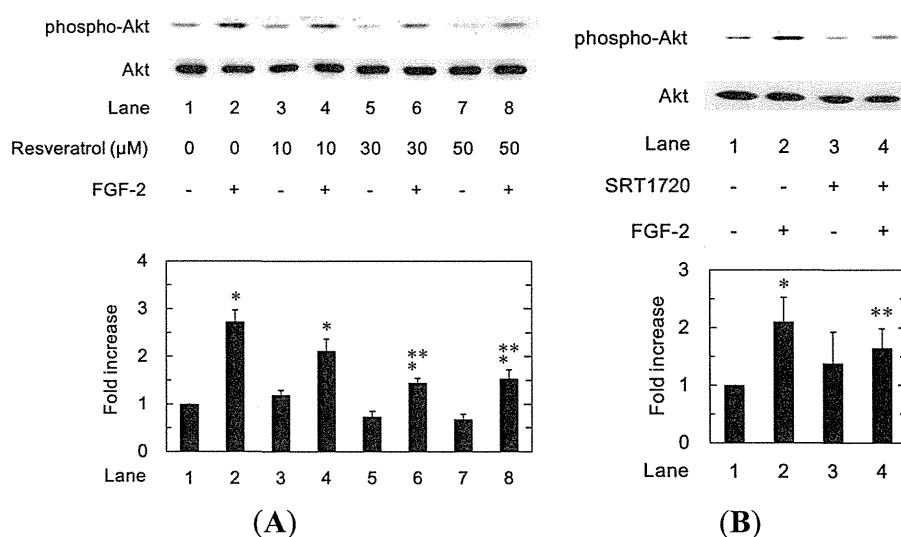 phospho-Akt
Akt
Lane 1 2 3 4 5 6 7 8
Resveratrol (µM) 0 0 10 10 30 30 50 50
FGF-2 - + - + - + - +
4
3
2
1
0
Fold increase
* * ** * ** *
Lane 1 2 3 4 5 6 7 8
(A)
phospho-Akt
Akt
Lane 1 2 3 4
SRT1720 - - + +
FGF-2 - + - +
3
2
1
0
Fold increase
* **
Lane 1 2 3 4
(B)